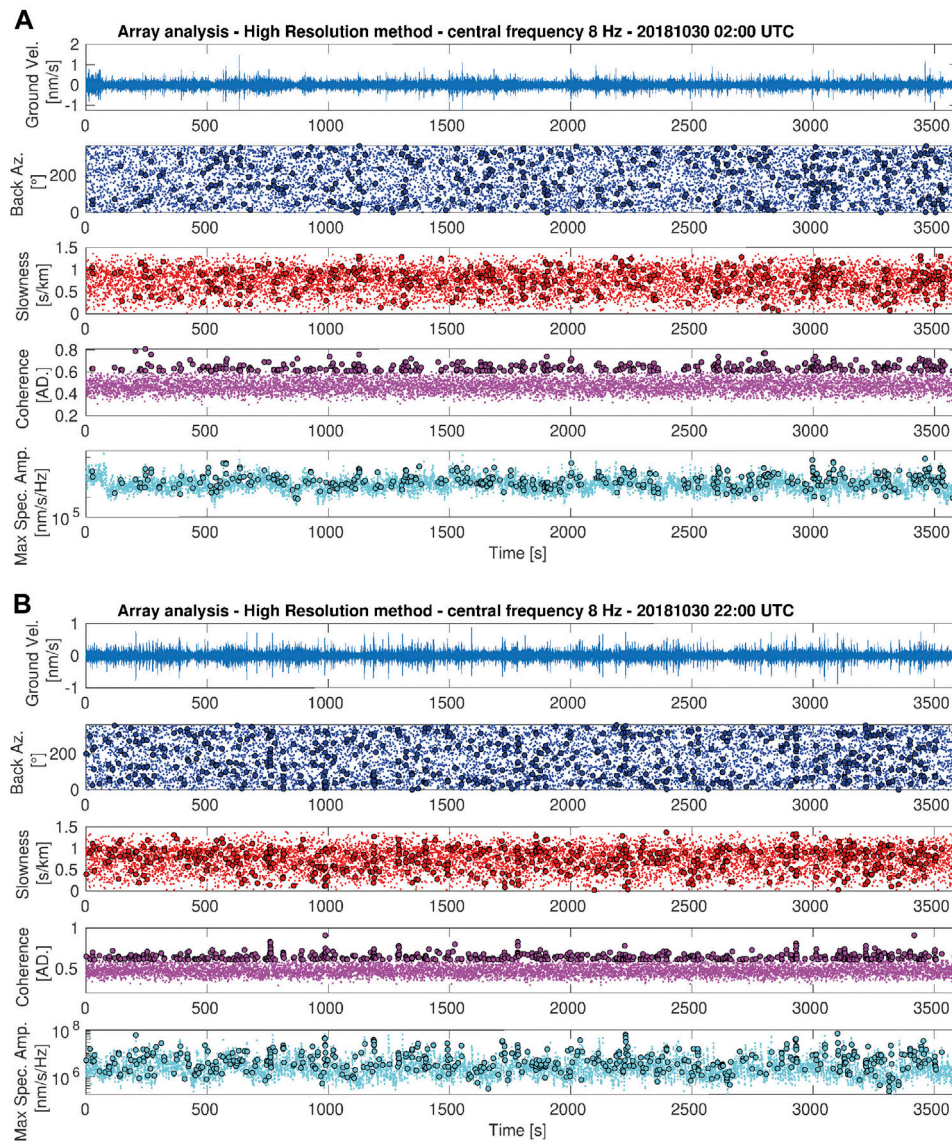 A
Array analysis - High Resolution method - central frequency 8 Hz - 20181030 02:00 UTC
Ground Vel.
[nm/s]
2
1
0
-1
0 500 1000 1500 2000 2500 3000 3500
Back Az.
[°]
200
0
0 500 1000 1500 2000 2500 3000 3500
Slowness
[s/km]
1.5
1
0.5
0
0 500 1000 1500 2000 2500 3000 3500
Coherence
[AD.]
0.8
0.6
0.4
0.2
0 500 1000 1500 2000 2500 3000 3500
Max Spec. Amp.
[nm/s/Hz]
10^5
0 500 1000 1500 2000 2500 3000 3500
Time [s]
B
Array analysis - High Resolution method - central frequency 8 Hz - 20181030 22:00 UTC
Ground Vel.
[nm/s]
1
0
-1
0 500 1000 1500 2000 2500 3000 3500
Back Az.
[°]
200
0
0 500 1000 1500 2000 2500 3000 3500
Slowness
[s/km]
1.5
1
0.5
0
0 500 1000 1500 2000 2500 3000 3500
Coherence
[AD.]
1
0.5
0 500 1000 1500 2000 2500 3000 3500
Max Spec. Amp.
[nm/s/Hz]
10^8
10^6
0 500 1000 1500 2000 2500 3000 3500
Time [s]